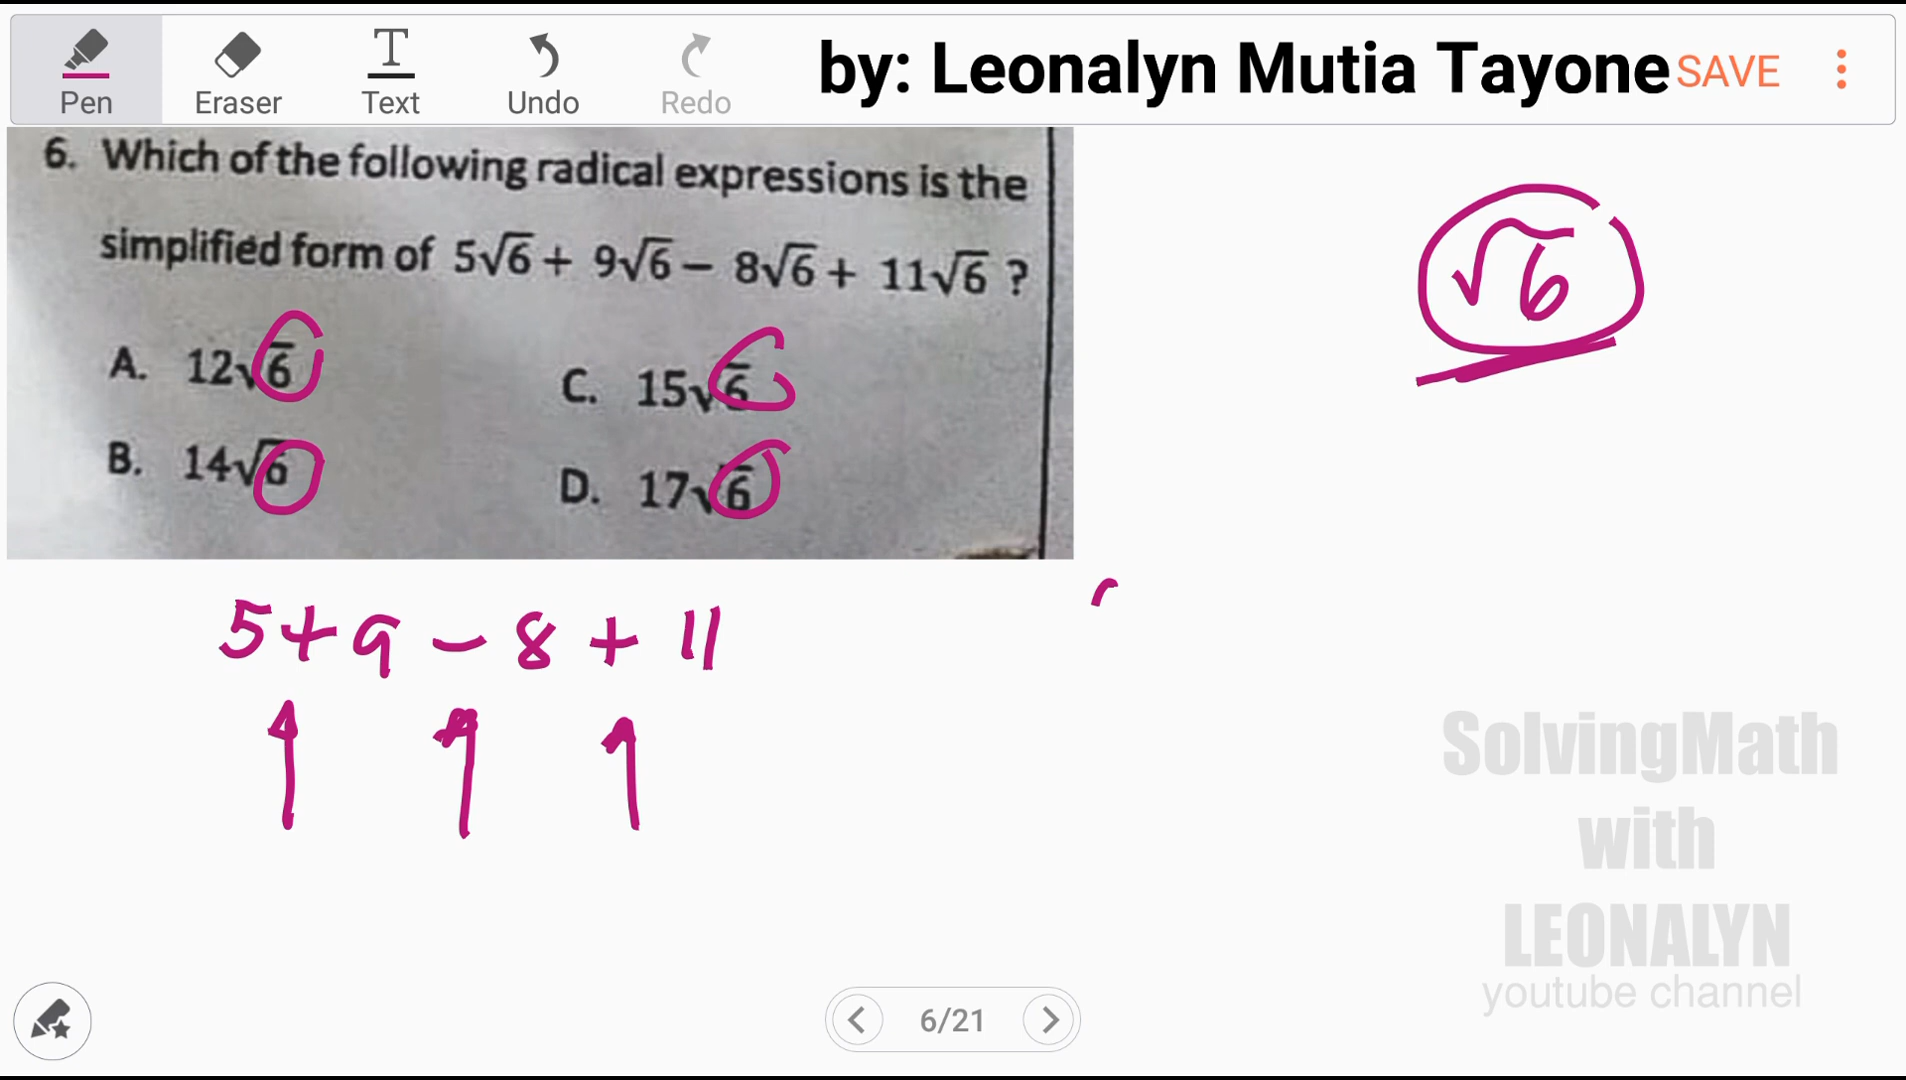 Pen Eraser Text Undo Redo by: Leonalyn Mutia Tayone SAVE
6. Which of the following radical expressions is the
simplified form of 5√6 + 9√6 − 8√6 + 11√6 ?
A. 12√6
C. 15√6
B. 14√6
D. 17√6
√6
5+9-8+11
SolvingMath
with
LEONALYN
youtube channel
6/21